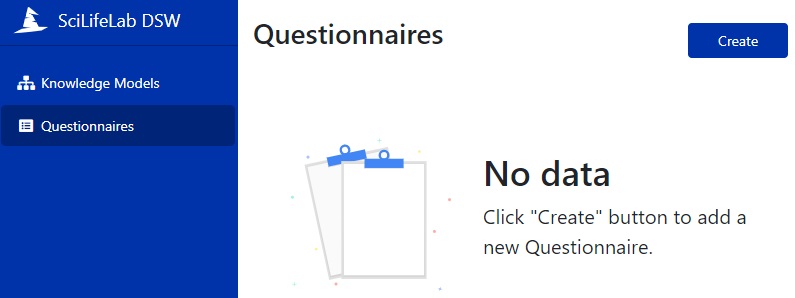 SciLifeLab DSW
Knowledge Models
Questionnaires
Questionnaires
Create
No data
Click "Create" button to add a
new Questionnaire.